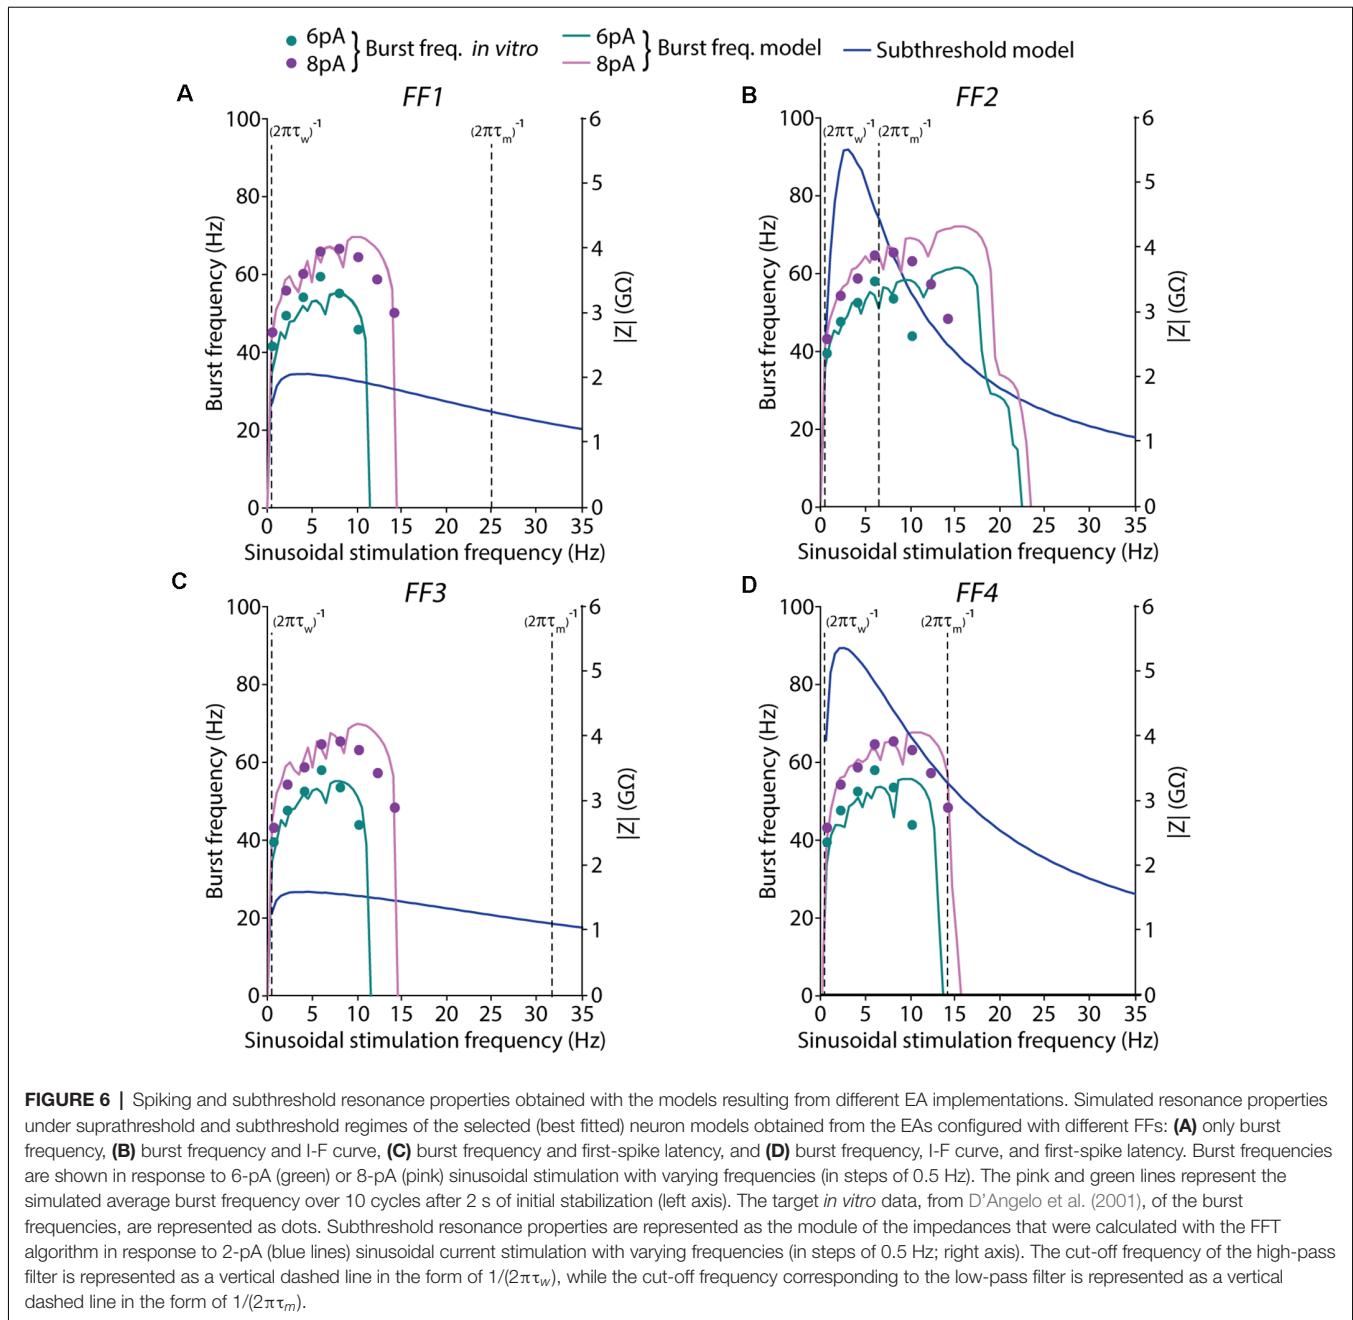 6pA
8pA
} Burst freq. in vitro
6pA
8pA
} Burst freq. model
Subthreshold model
A
FF1
100
80
60
40
20
0
Burst frequency (Hz)
(2πτw)-1
(2πτm)-1
6
5
4
3
2
1
0
|Z| (GΩ)
0 5 10 15 20 25 30 35
Sinusoidal stimulation frequency (Hz)
B
FF2
100
80
60
40
20
0
Burst frequency (Hz)
(2πτw)-1
(2πτm)-1
6
5
4
3
2
1
0
|Z| (GΩ)
0 5 10 15 20 25 30 35
Sinusoidal stimulation frequency (Hz)
C
FF3
100
80
60
40
20
0
Burst frequency (Hz)
(2πτw)-1
(2πτm)-1
6
5
4
3
2
1
0
|Z| (GΩ)
0 5 10 15 20 25 30 35
Sinusoidal stimulation frequency (Hz)
D
FF4
100
80
60
40
20
0
Burst frequency (Hz)
(2πτw)-1
(2πτm)-1
6
5
4
3
2
1
0
|Z| (GΩ)
0 5 10 15 20 25 30 35
Sinusoidal stimulation frequency (Hz)
FIGURE 6 | Spiking and subthreshold resonance properties obtained with the models resulting from different EA implementations. Simulated resonance properties
under suprathreshold and subthreshold regimes of the selected (best fitted) neuron models obtained from the EAs configured with different FFs: (A) only burst
frequency, (B) burst frequency and I-F curve, (C) burst frequency and first-spike latency, and (D) burst frequency, I-F curve, and first-spike latency. Burst frequencies
are shown in response to 6-pA (green) or 8-pA (pink) sinusoidal stimulation with varying frequencies (in steps of 0.5 Hz). The pink and green lines represent the
simulated average burst frequency over 10 cycles after 2 s of initial stabilization (left axis). The target in vitro data, from D'Angelo et al. (2001), of the burst
frequencies, are represented as dots. Subthreshold resonance properties are represented as the module of the impedances that were calculated with the FFT
algorithm in response to 2-pA (blue lines) sinusoidal current stimulation with varying frequencies (in steps of 0.5 Hz; right axis). The cut-off frequency of the high-pass
filter is represented as a vertical dashed line in the form of 1/(2πτw), while the cut-off frequency corresponding to the low-pass filter is represented as a vertical
dashed line in the form of 1/(2πτm).